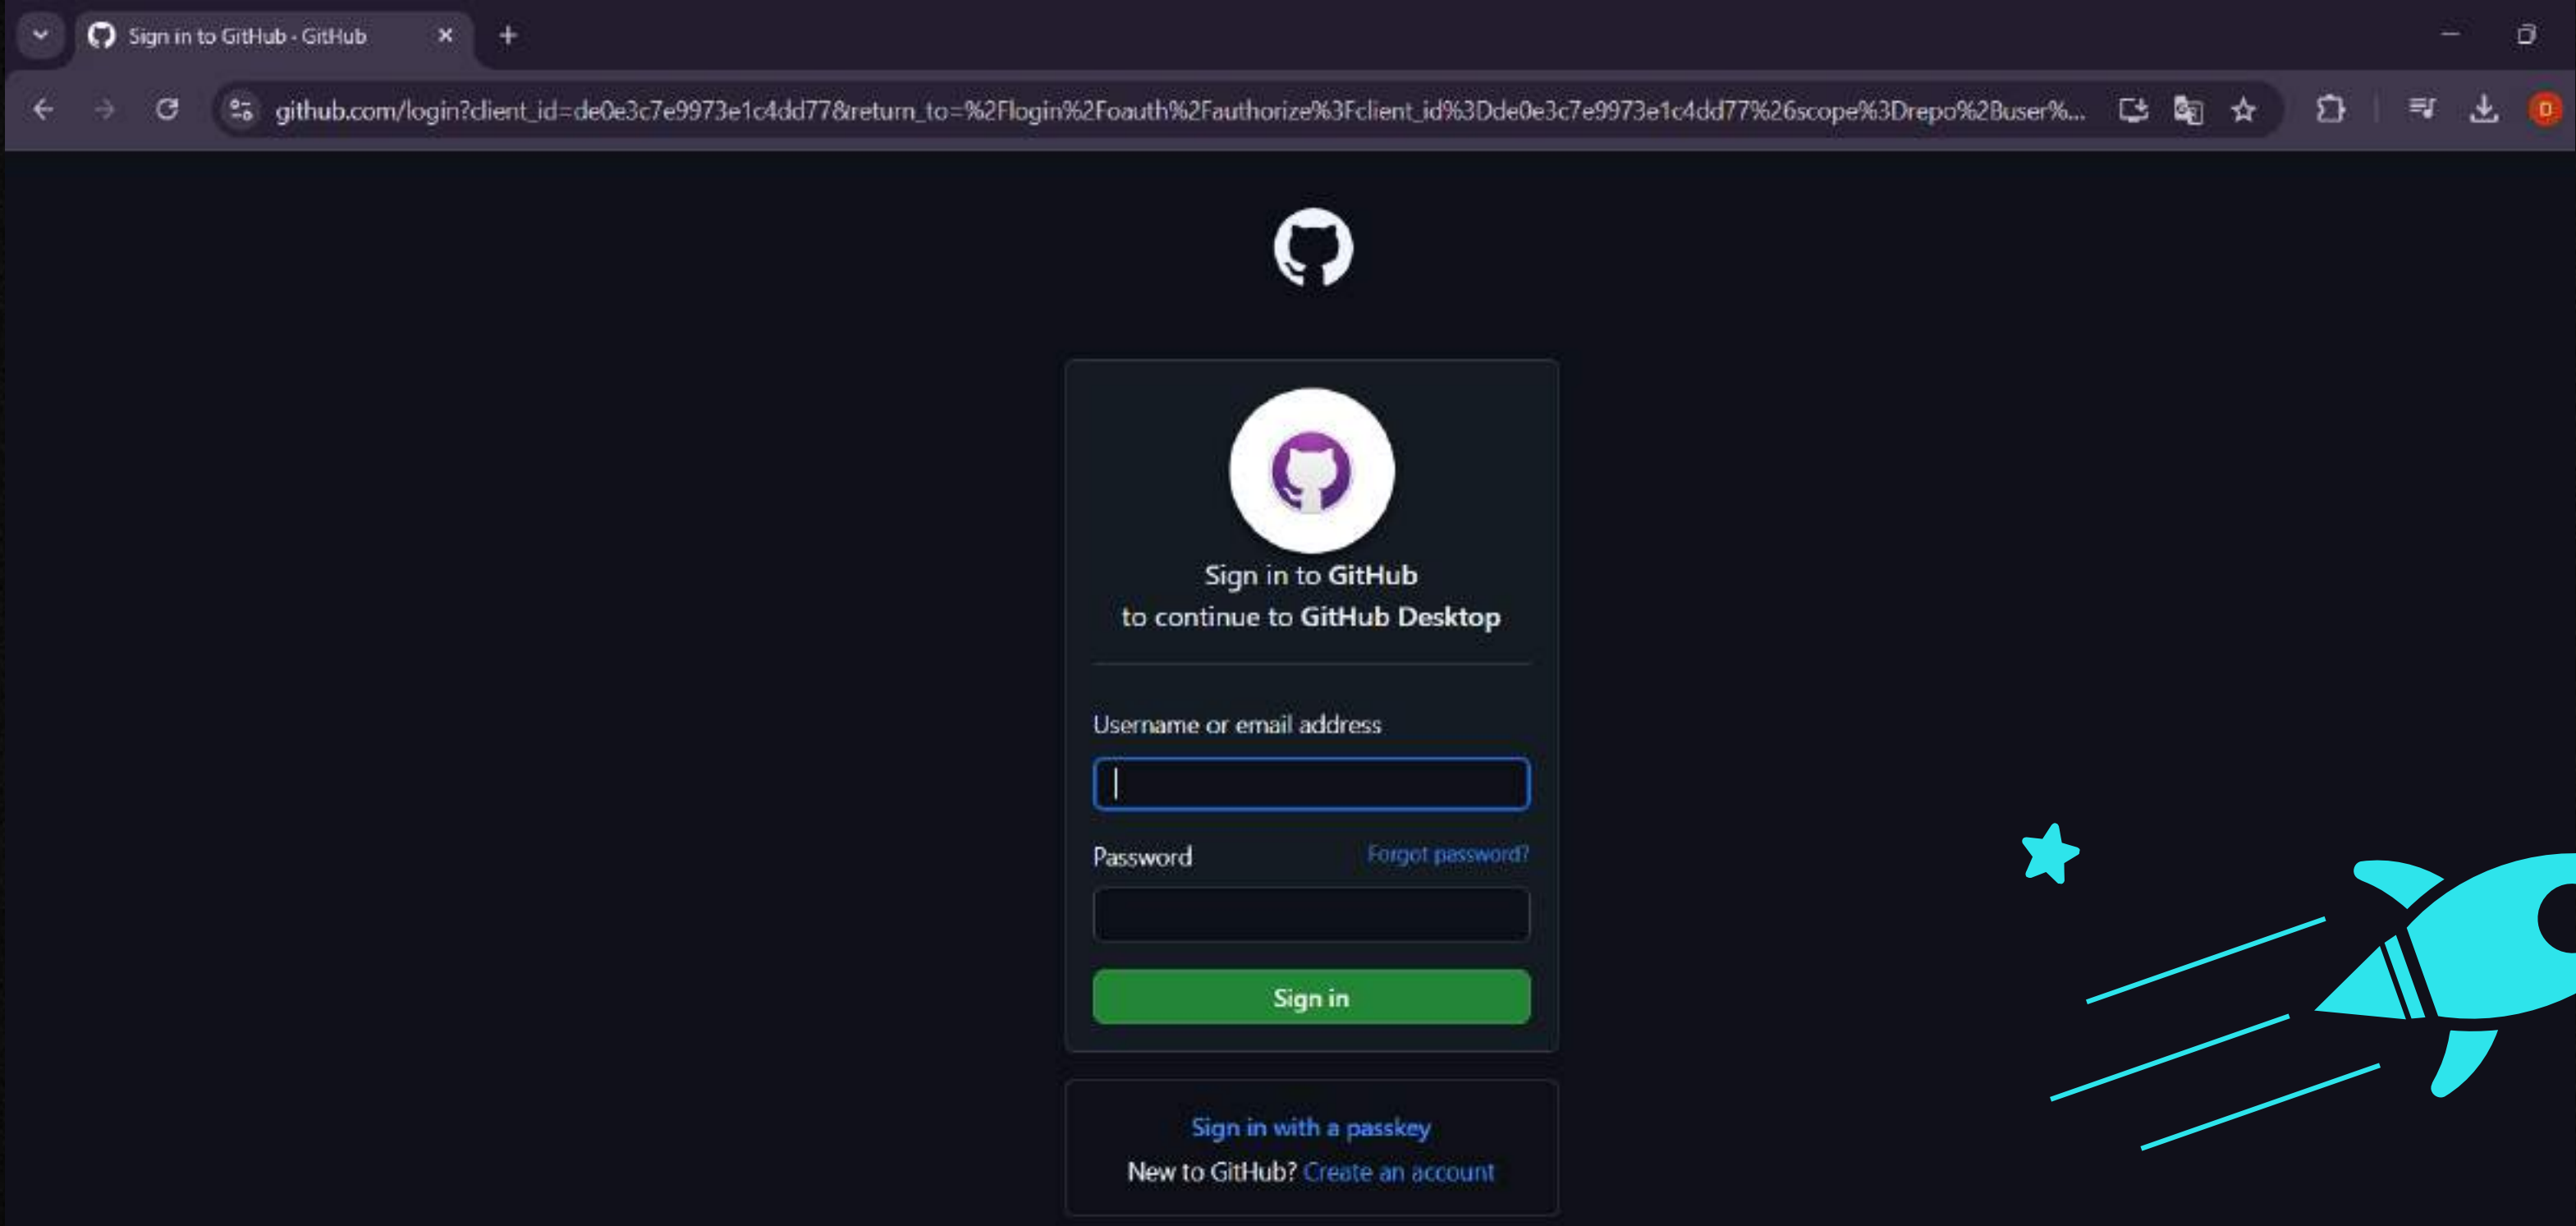 Sign in to GitHub · GitHub
github.com/login?client_id=de0e3c7e9973e1c4dd77&return_to=%2Flogin%2Foauth%2Fauthorize%3Fclient_id%3Dde0e3c7e9973e1c4dd77%26scope%3Drepo%2Buser%...
D
Sign in to GitHub
to continue to GitHub Desktop
Username or email address
Password Forgot password?
Sign in
Sign in with a passkey
New to GitHub? Create an account